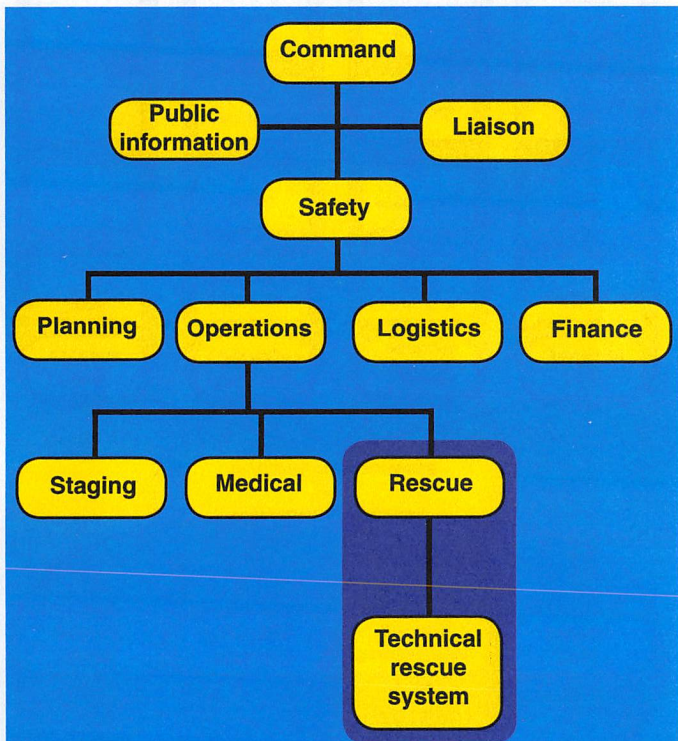 Command
Public
information
Liaison
Safety
Planning
Operations
Logistics
Finance
Staging
Medical
Rescue
Technical
rescue
system